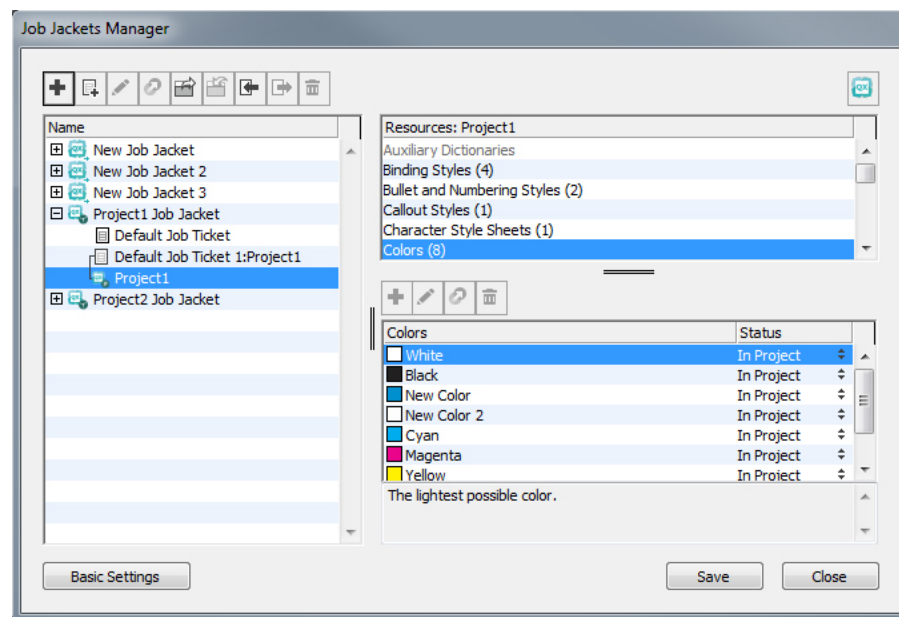 Job Jackets Manager
Name
New Job Jacket
New Job Jacket 2
New Job Jacket 3
Project1 Job Jacket
Default Job Ticket
Default Job Ticket 1:Project1
Project1
Project2 Job Jacket
Resources: Project1
Auxiliary Dictionaries
Binding Styles (4)
Bullet and Numbering Styles (2)
Callout Styles (1)
Character Style Sheets (1)
Colors (8)
Colors Status
White In Project
Black In Project
New Color In Project
New Color 2 In Project
Cyan In Project
Magenta In Project
Yellow In Project
The lightest possible color.
Basic Settings Save Close